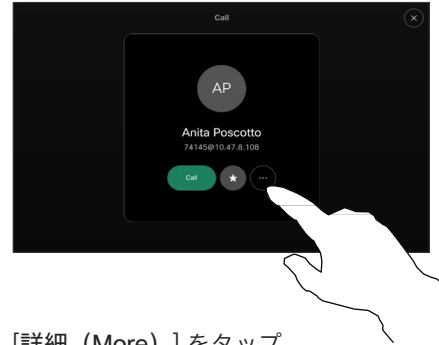 Call
AP
Anita Poscotto
74145@10.47.8.108
Call
[詳細（More）] をタップ